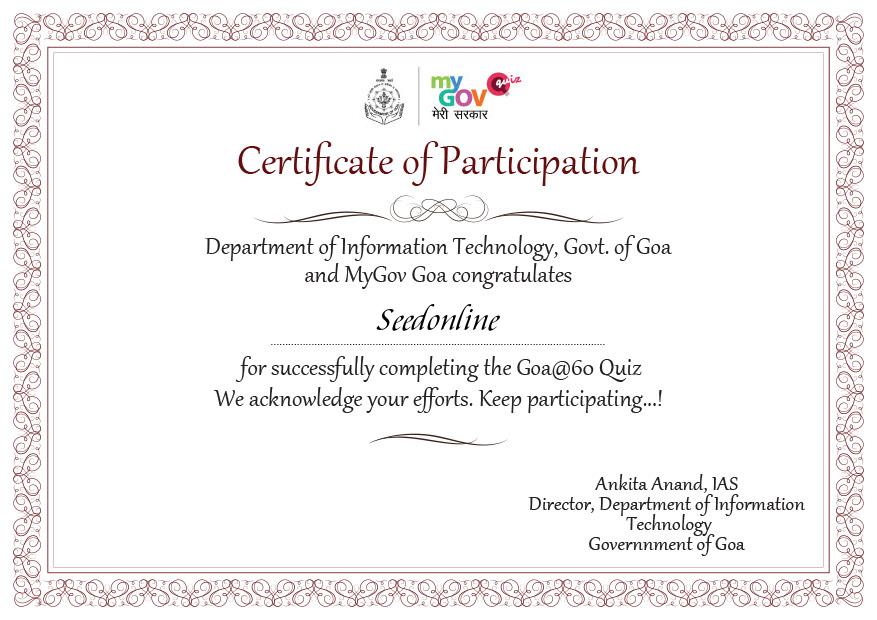 my quiz
GOV
मेरी सरकार
Certificate of Participation
Department of Information Technology, Govt. of Goa
and MyGov Goa congratulates
Seedonline
for successfully completing the Goa@60 Quiz
We acknowledge your efforts. Keep participating...!
Ankita Anand, IAS
Director, Department of Information
Technology
Governnment of Goa